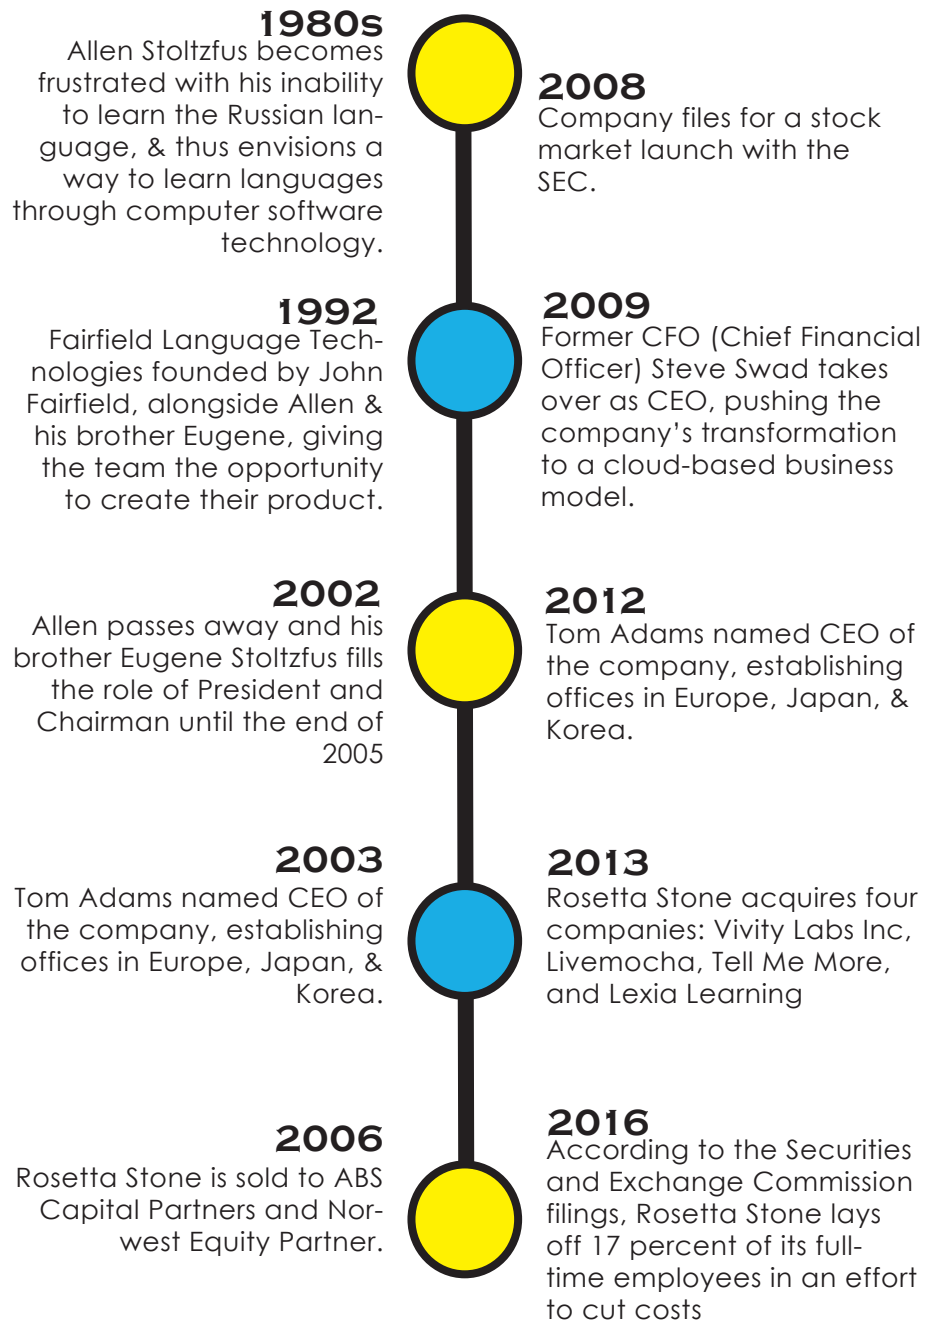 1980s
Allen Stoltzfus becomes
frustrated with his inability
to learn the Russian lan-
guage, & thus envisions a
way to learn languages
through computer software
technology.
1992
Fairfield Language Tech-
nologies founded by John
Fairfield, alongside Allen &
his brother Eugene, giving
the team the opportunity
to create their product.
2002
Allen passes away and his
brother Eugene Stoltzfus fills
the role of President and
Chairman until the end of
2005
2003
Tom Adams named CEO of
the company, establishing
offices in Europe, Japan, &
Korea.
2006
Rosetta Stone is sold to ABS
Capital Partners and Nor-
west Equity Partner.
2008
Company files for a stock
market launch with the
SEC.
2009
Former CFO (Chief Financial
Officer) Steve Swad takes
over as CEO, pushing the
company’s transformation
to a cloud-based business
model.
2012
Tom Adams named CEO of
the company, establishing
offices in Europe, Japan, &
Korea.
2013
Rosetta Stone acquires four
companies: Vivity Labs Inc,
Livemocha, Tell Me More,
and Lexia Learning
2016
According to the Securities
and Exchange Commission
filings, Rosetta Stone lays
off 17 percent of its full-
time employees in an effort
to cut costs